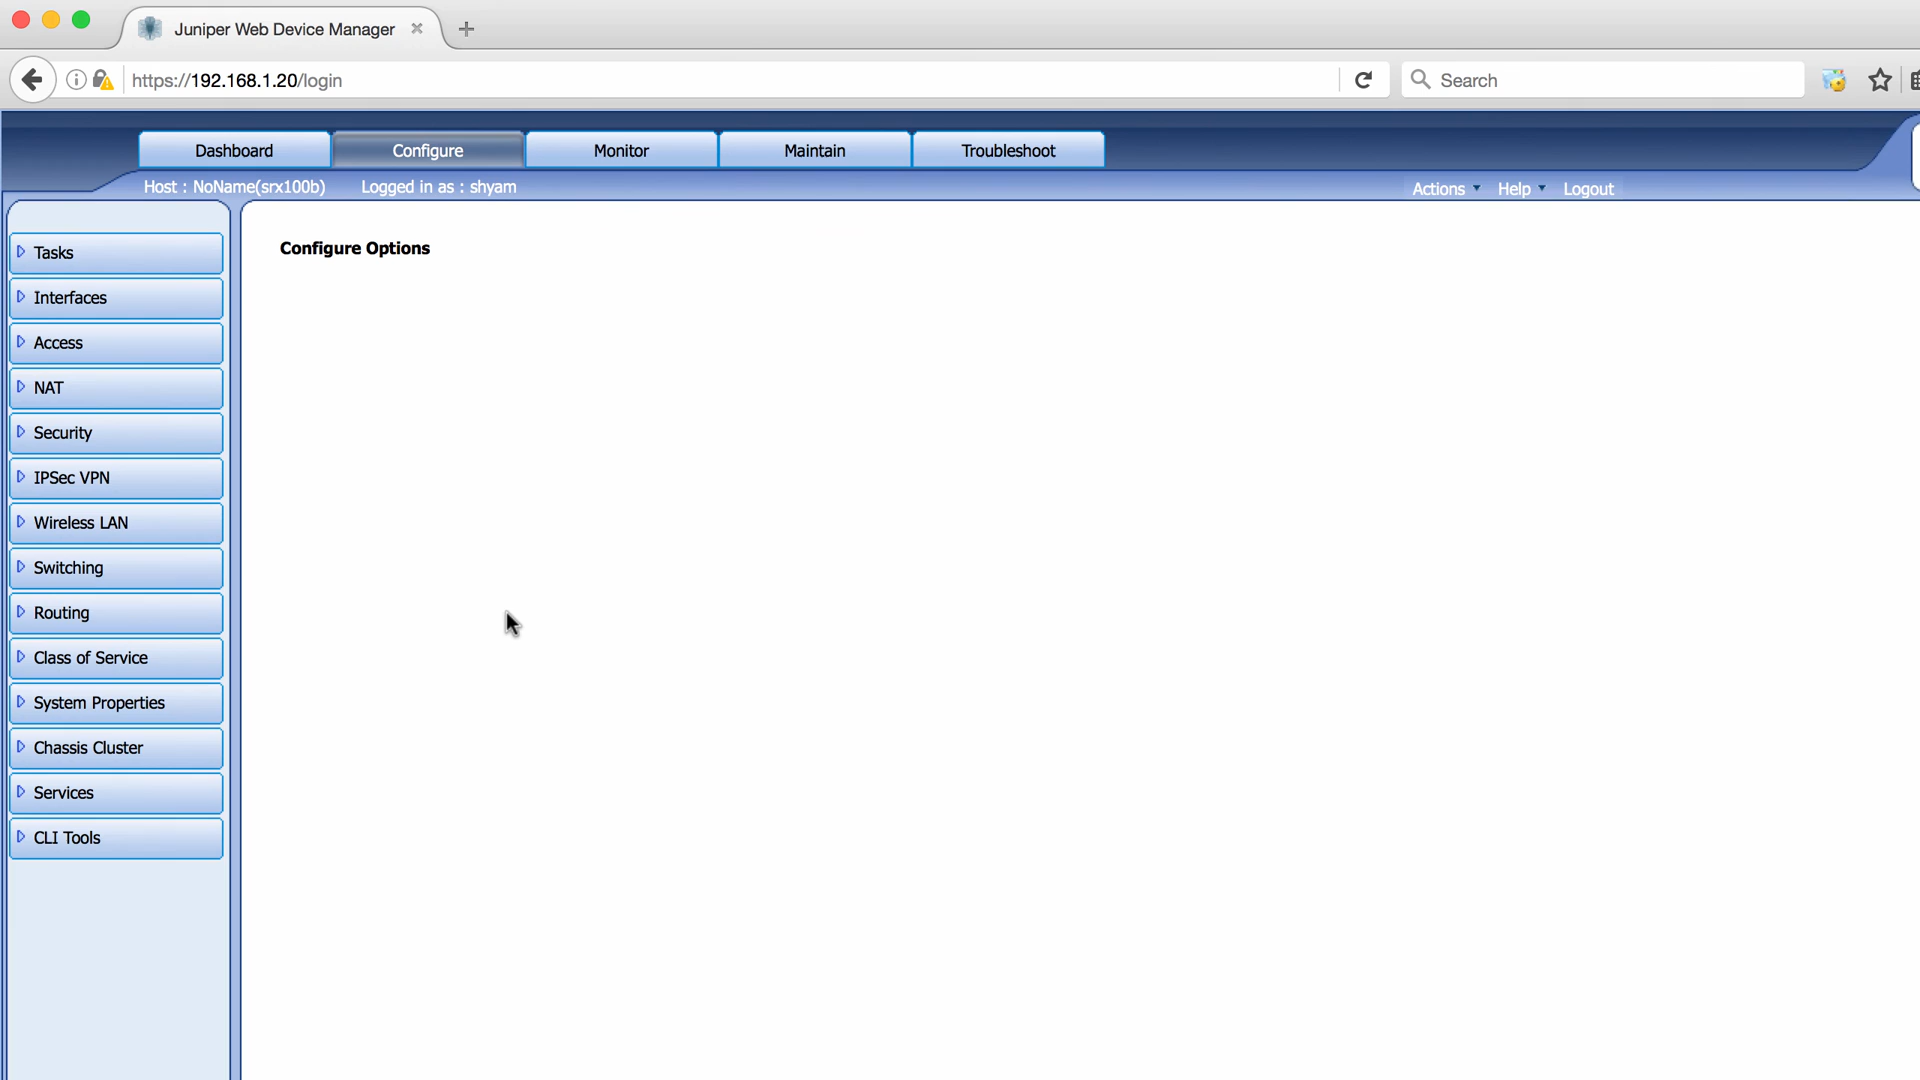 Juniper Web Device Manager
https://192.168.1.20/login
Search
Dashboard
Configure
Monitor
Maintain
Troubleshoot
Host : NoName(srx100b)
Logged in as : shyam
Actions
Help
Logout
Tasks
Interfaces
Access
NAT
Security
IPSec VPN
Wireless LAN
Switching
Routing
Class of Service
System Properties
Chassis Cluster
Services
CLI Tools
Configure Options